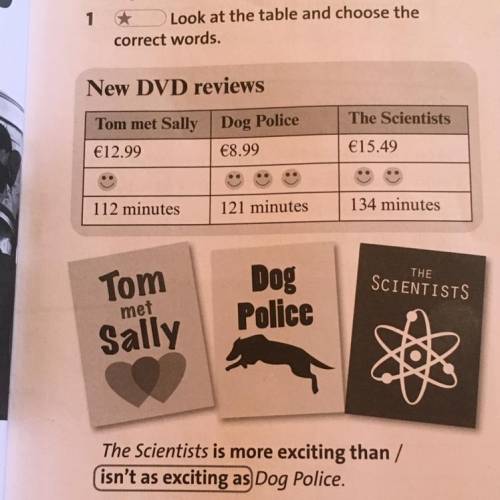 1 Look at the table and choose the
correct words.
New DVD reviews
Tom met Sally Dog Police The Scientists
€12.99 €8.99 €15.49
112 minutes 121 minutes 134 minutes
Tom
met
Sally
Dog
Police
THE
SCIENTISTS
The Scientists is more exciting than /
isn't as exciting as Dog Police.